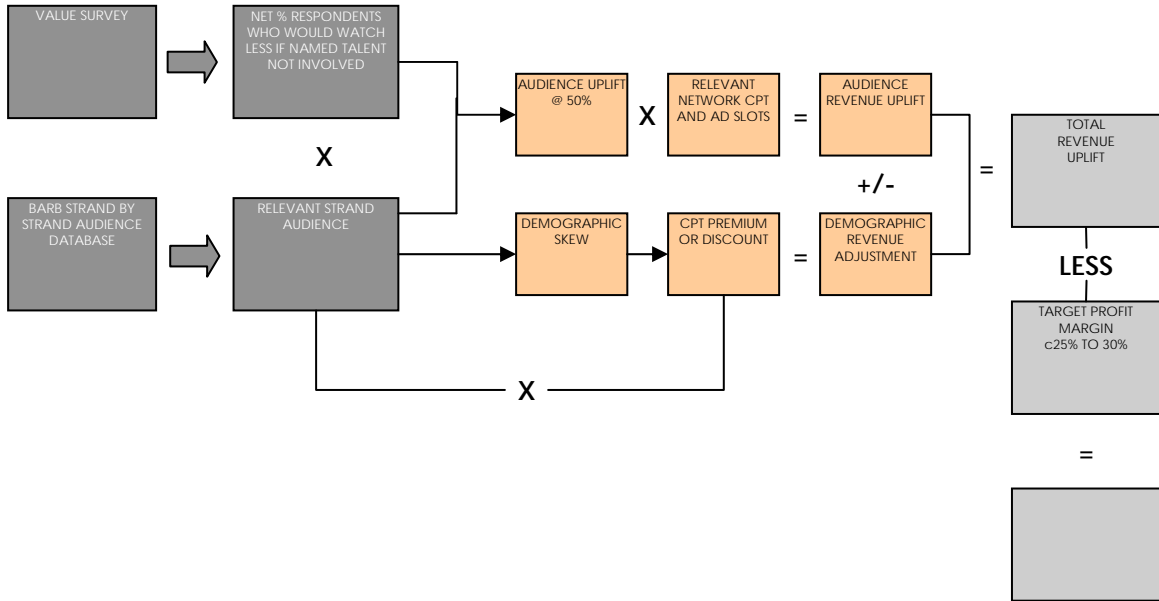 VALUE SURVEY
NET % RESPONDENTS
WHO WOULD WATCH
LESS IF NAMED TALENT
NOT INVOLVED
AUDIENCE UPLIFT
@ 50%
X
RELEVANT
NETWORK CPT
AND AD SLOTS
=
AUDIENCE
REVENUE UPLIFT
X
+/-
=
TOTAL
REVENUE
UPLIFT
BARB STRAND BY
STRAND AUDIENCE
DATABASE
RELEVANT STRAND
AUDIENCE
DEMOGRAPHIC
SKEW
CPT PREMIUM
OR DISCOUNT
=
DEMOGRAPHIC
REVENUE
ADJUSTMENT
X
LESS
TARGET PROFIT
MARGIN
c25% TO 30%
=